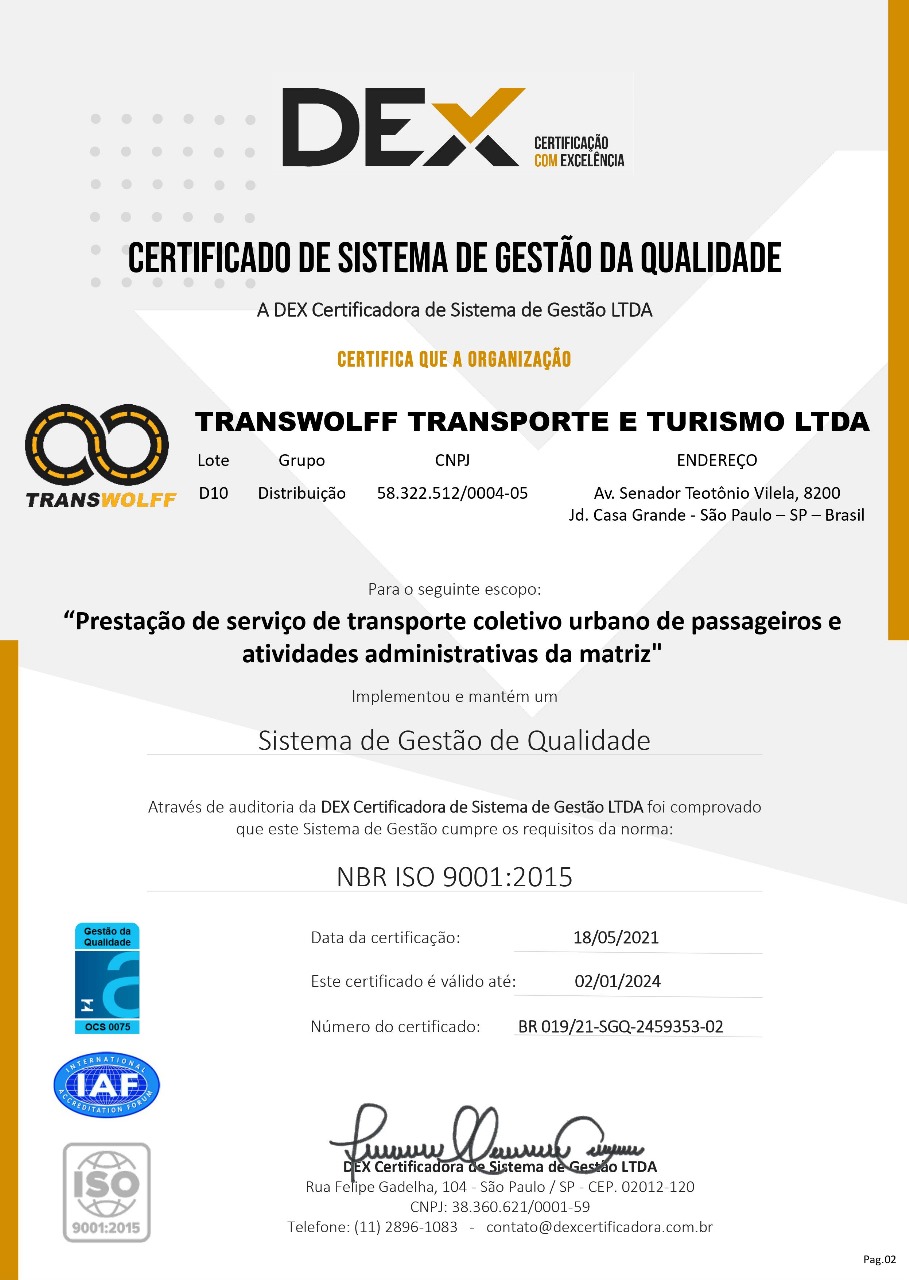 DEX
CERTIFICAÇÃO
COM EXCELÊNCIA
CERTIFICADO DE SISTEMA DE GESTÃO DA QUALIDADE
A DEX Certificadora de Sistema de Gestão LTDA
CERTIFICA QUE A ORGANIZAÇÃO
TRANSWOLFF
TRANSWOLFF TRANSPORTE E TURISMO LTDA
Lote Grupo CNPJ ENDEREÇO
D10 Distribuição 58.322.512/0004-05 Av. Senador Teotônio Vilela, 8200
Jd. Casa Grande - São Paulo – SP – Brasil
Para o seguinte escopo:
“Prestação de serviço de transporte coletivo urbano de passageiros e
atividades administrativas da matriz"
Implementou e mantém um
Sistema de Gestão de Qualidade
Através de auditoria da DEX Certificadora de Sistema de Gestão LTDA foi comprovado
que este Sistema de Gestão cumpre os requisitos da norma:
NBR ISO 9001:2015
Gestão da
Qualidade
OCS 0075
Data da certificação: 18/05/2021
Este certificado é válido até: 02/01/2024
Número do certificado: BR 019/21-SGQ-2459353-02
INTERNATIONAL
IAF
ACCREDITATION FORUM
ISO
9001:2015
DEX Certificadora de Sistema de Gestão LTDA
Rua Felipe Gadelha, 104 - São Paulo / SP - CEP. 02012-120
CNPJ: 38.360.621/0001-59
Telefone: (11) 2896-1083 - contato@dexcertificadora.com.br
Pag.02